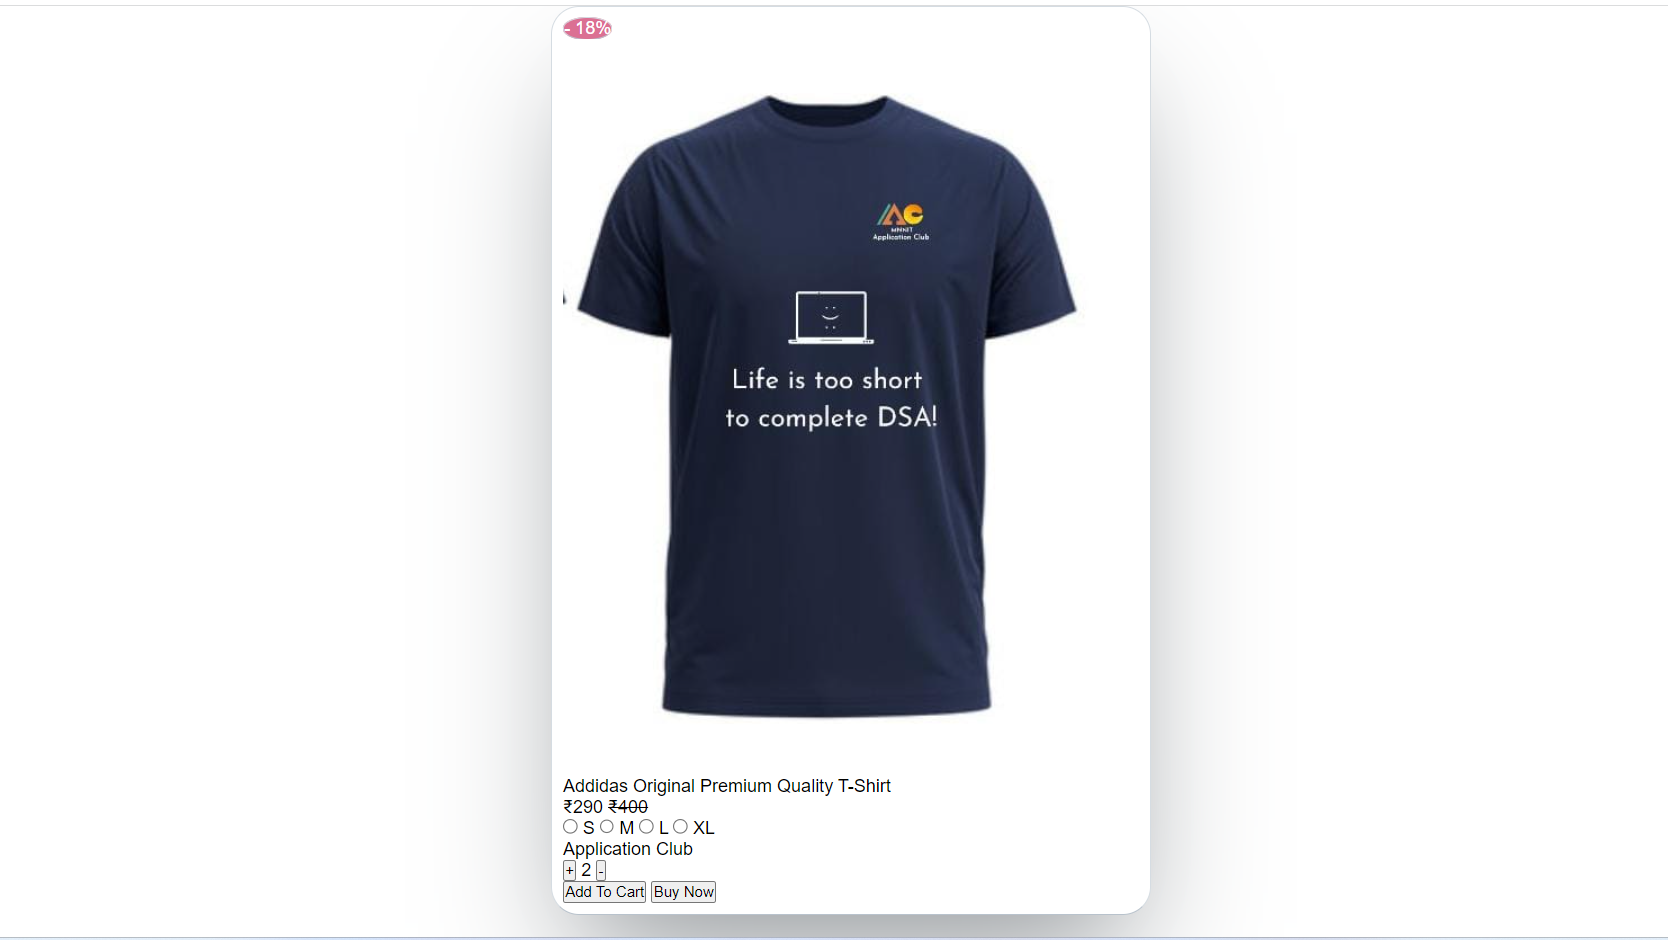 - 18%
AC
MNNIT
Application Club
Life is too short
to complete DSA!
Addidas Original Premium Quality T-Shirt
₹290 ₹400
S M L XL
Application Club
+ 2 -
Add To Cart Buy Now